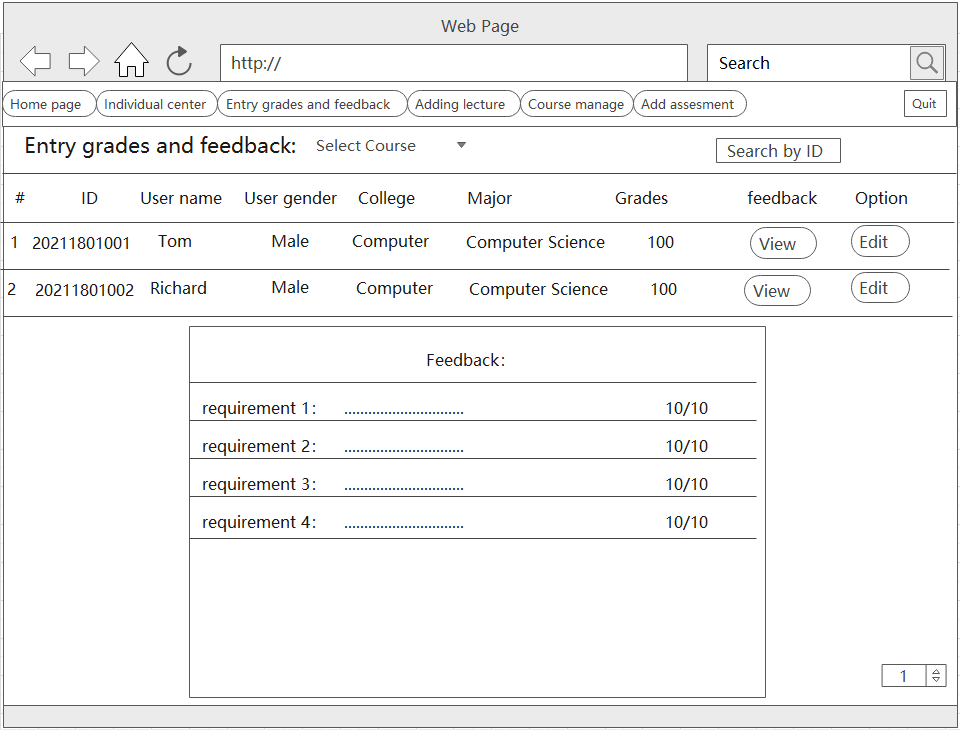 Web Page
http://
Search
Home page Individual center Entry grades and feedback Adding lecture Course manage Add assesment Quit
Entry grades and feedback: Select Course Search by ID
# ID User name User gender College Major Grades feedback Option
1 20211801001 Tom Male Computer Computer Science 100 View Edit
2 20211801002 Richard Male Computer Computer Science 100 View Edit
Feedback:
requirement 1: .............................. 10/10
requirement 2: .............................. 10/10
requirement 3: .............................. 10/10
requirement 4: .............................. 10/10
1